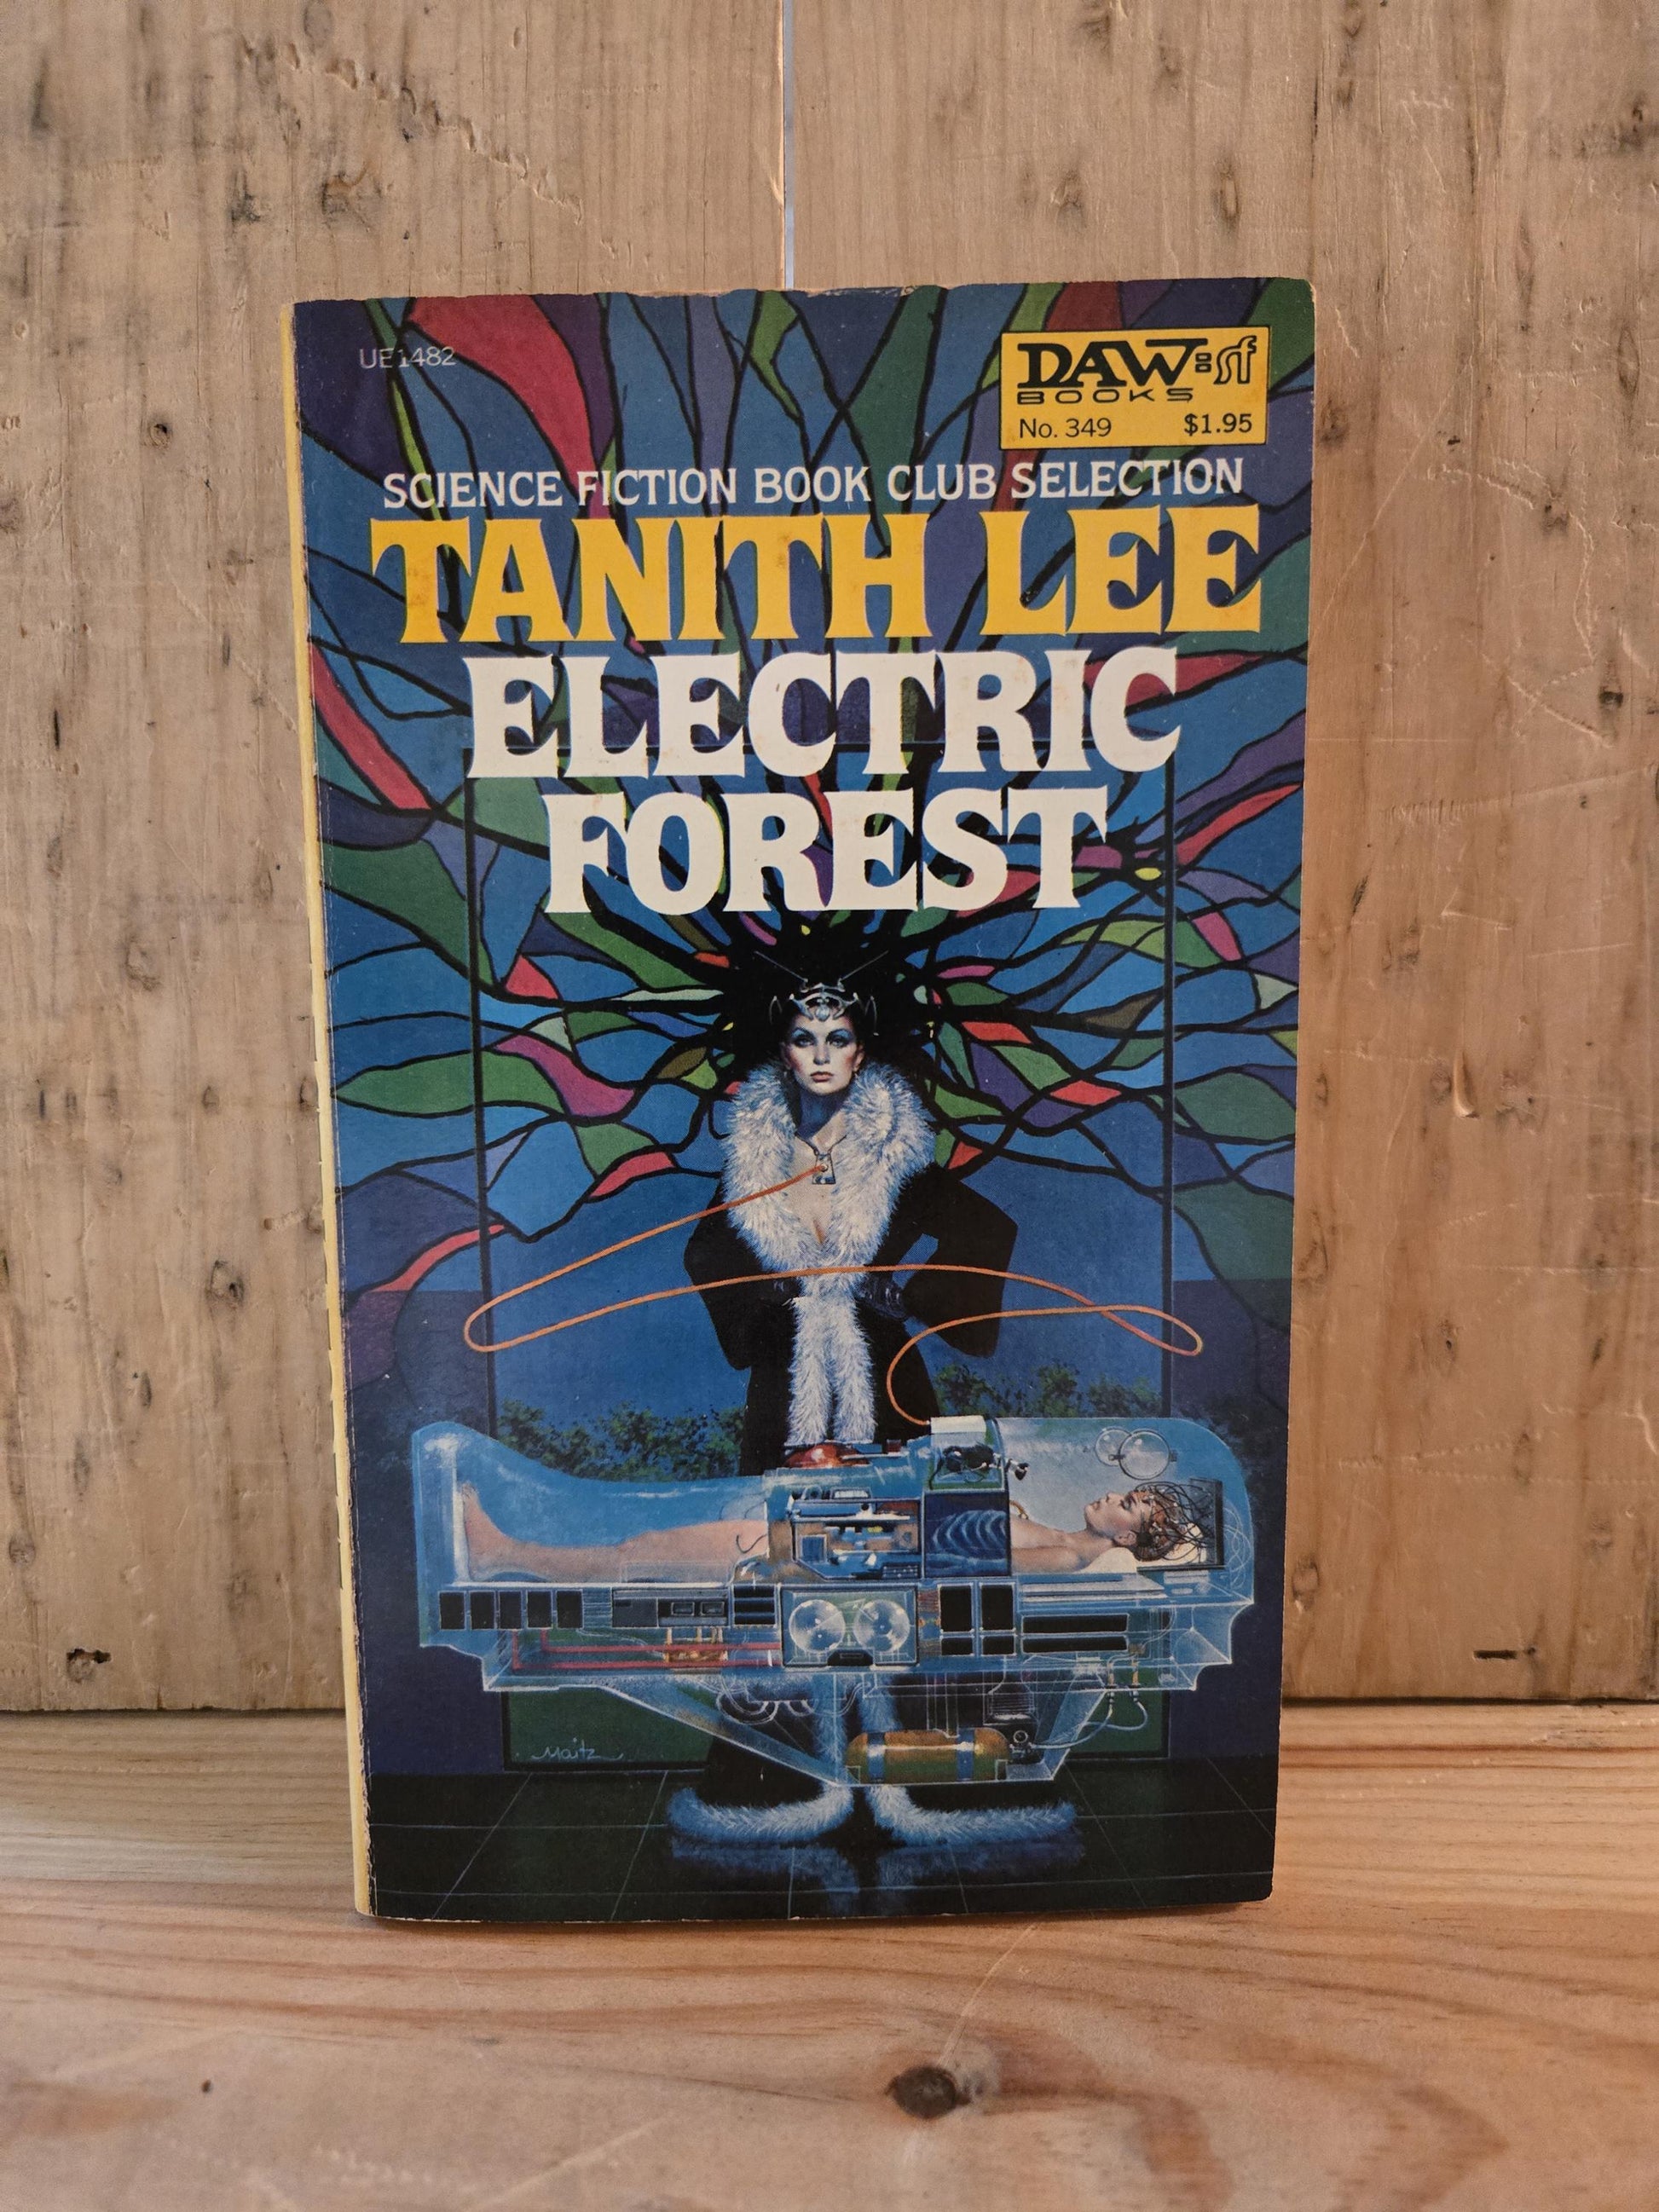 UE1482
DAW:sf
BOOKS
No. 349 $1.95
SCIENCE FICTION BOOK CLUB SELECTION
TANITH LEE
ELECTRIC
FOREST
Maitz